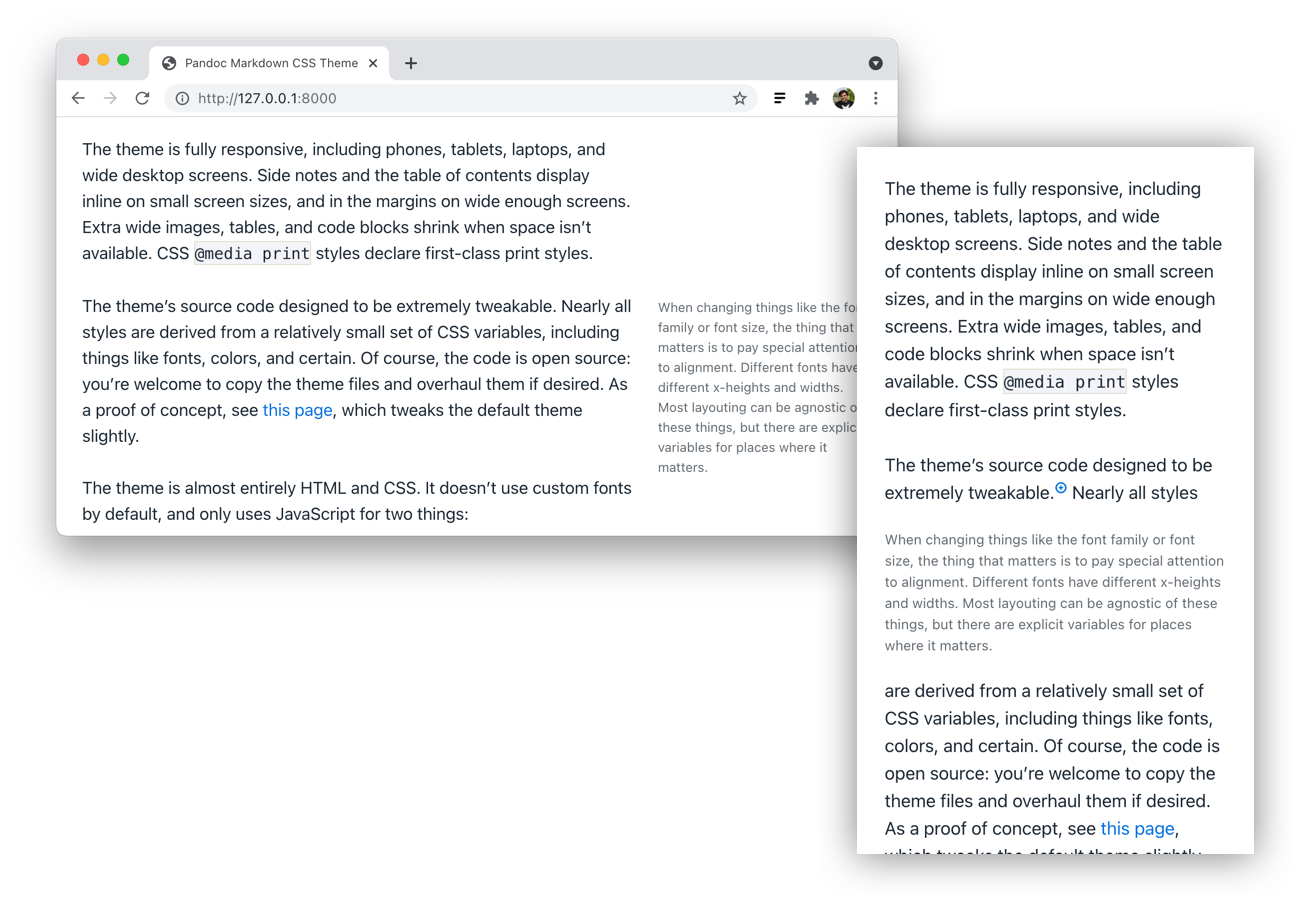 Pandoc Markdown CSS Theme
http://127.0.0.1:8000
The theme is fully responsive, including phones, tablets, laptops, and
wide desktop screens. Side notes and the table of contents display
inline on small screen sizes, and in the margins on wide enough screens.
Extra wide images, tables, and code blocks shrink when space isn’t
available. CSS @media print styles declare first-class print styles.
The theme’s source code designed to be extremely tweakable. Nearly all
styles are derived from a relatively small set of CSS variables, including
things like fonts, colors, and certain. Of course, the code is open source:
you’re welcome to copy the theme files and overhaul them if desired. As
a proof of concept, see this page, which tweaks the default theme
slightly.
When changing things like the
family or font size, the thing that
matters is to pay special
to alignment. Different fonts have
different x-heights and widths.
Most layouting can be agnostic
these things, but there are
variables for places where it
matters.
The theme is almost entirely HTML and CSS. It doesn’t use custom fonts
by default, and only uses JavaScript for two things:
The theme is fully responsive, including
phones, tablets, laptops, and wide
desktop screens. Side notes and the table
of contents display inline on small screen
sizes, and in the margins on wide enough
screens. Extra wide images, tables, and
code blocks shrink when space isn’t
available. CSS @media print styles
declare first-class print styles.
The theme’s source code designed to be
extremely tweakable. Nearly all styles
When changing things like the font family or font
size, the thing that matters is to pay special attention
to alignment. Different fonts have different x-heights
and widths. Most layouting can be agnostic of these
things, but there are explicit variables for places
where it matters.
are derived from a relatively small set of
CSS variables, including things like fonts,
colors, and certain. Of course, the code is
open source: you’re welcome to copy the
theme files and overhaul them if desired.
As a proof of concept, see this page,
which tweaks the default theme slightly